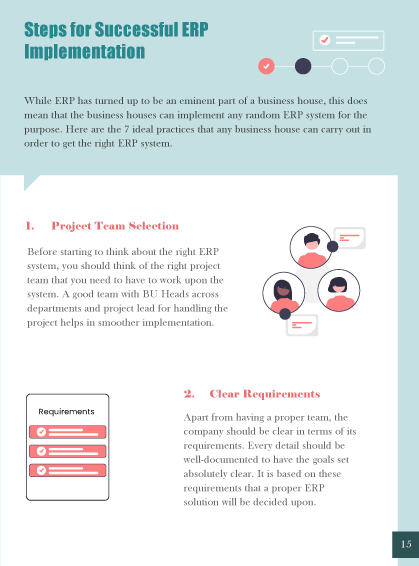 Steps for Successful ERP
Implementation
While ERP has turned up to be an eminent part of a business house, this does
mean that the business houses can implement any random ERP system for the
purpose. Here are the 7 ideal practices that any business house can carry out in
order to get the right ERP system.
1. Project Team Selection
Before starting to think about the right ERP
system, you should think of the right project
team that you need to have to work upon the
system. A good team with BU Heads across
departments and project lead for handling the
project helps in smoother implementation.
2. Clear Requirements
Requirements
Apart from having a proper team, the
company should be clear in terms of its
requirements. Every detail should be
well-documented to have the goals set
absolutely clear. It is based on these
requirements that a proper ERP
solution will be decided upon.
15